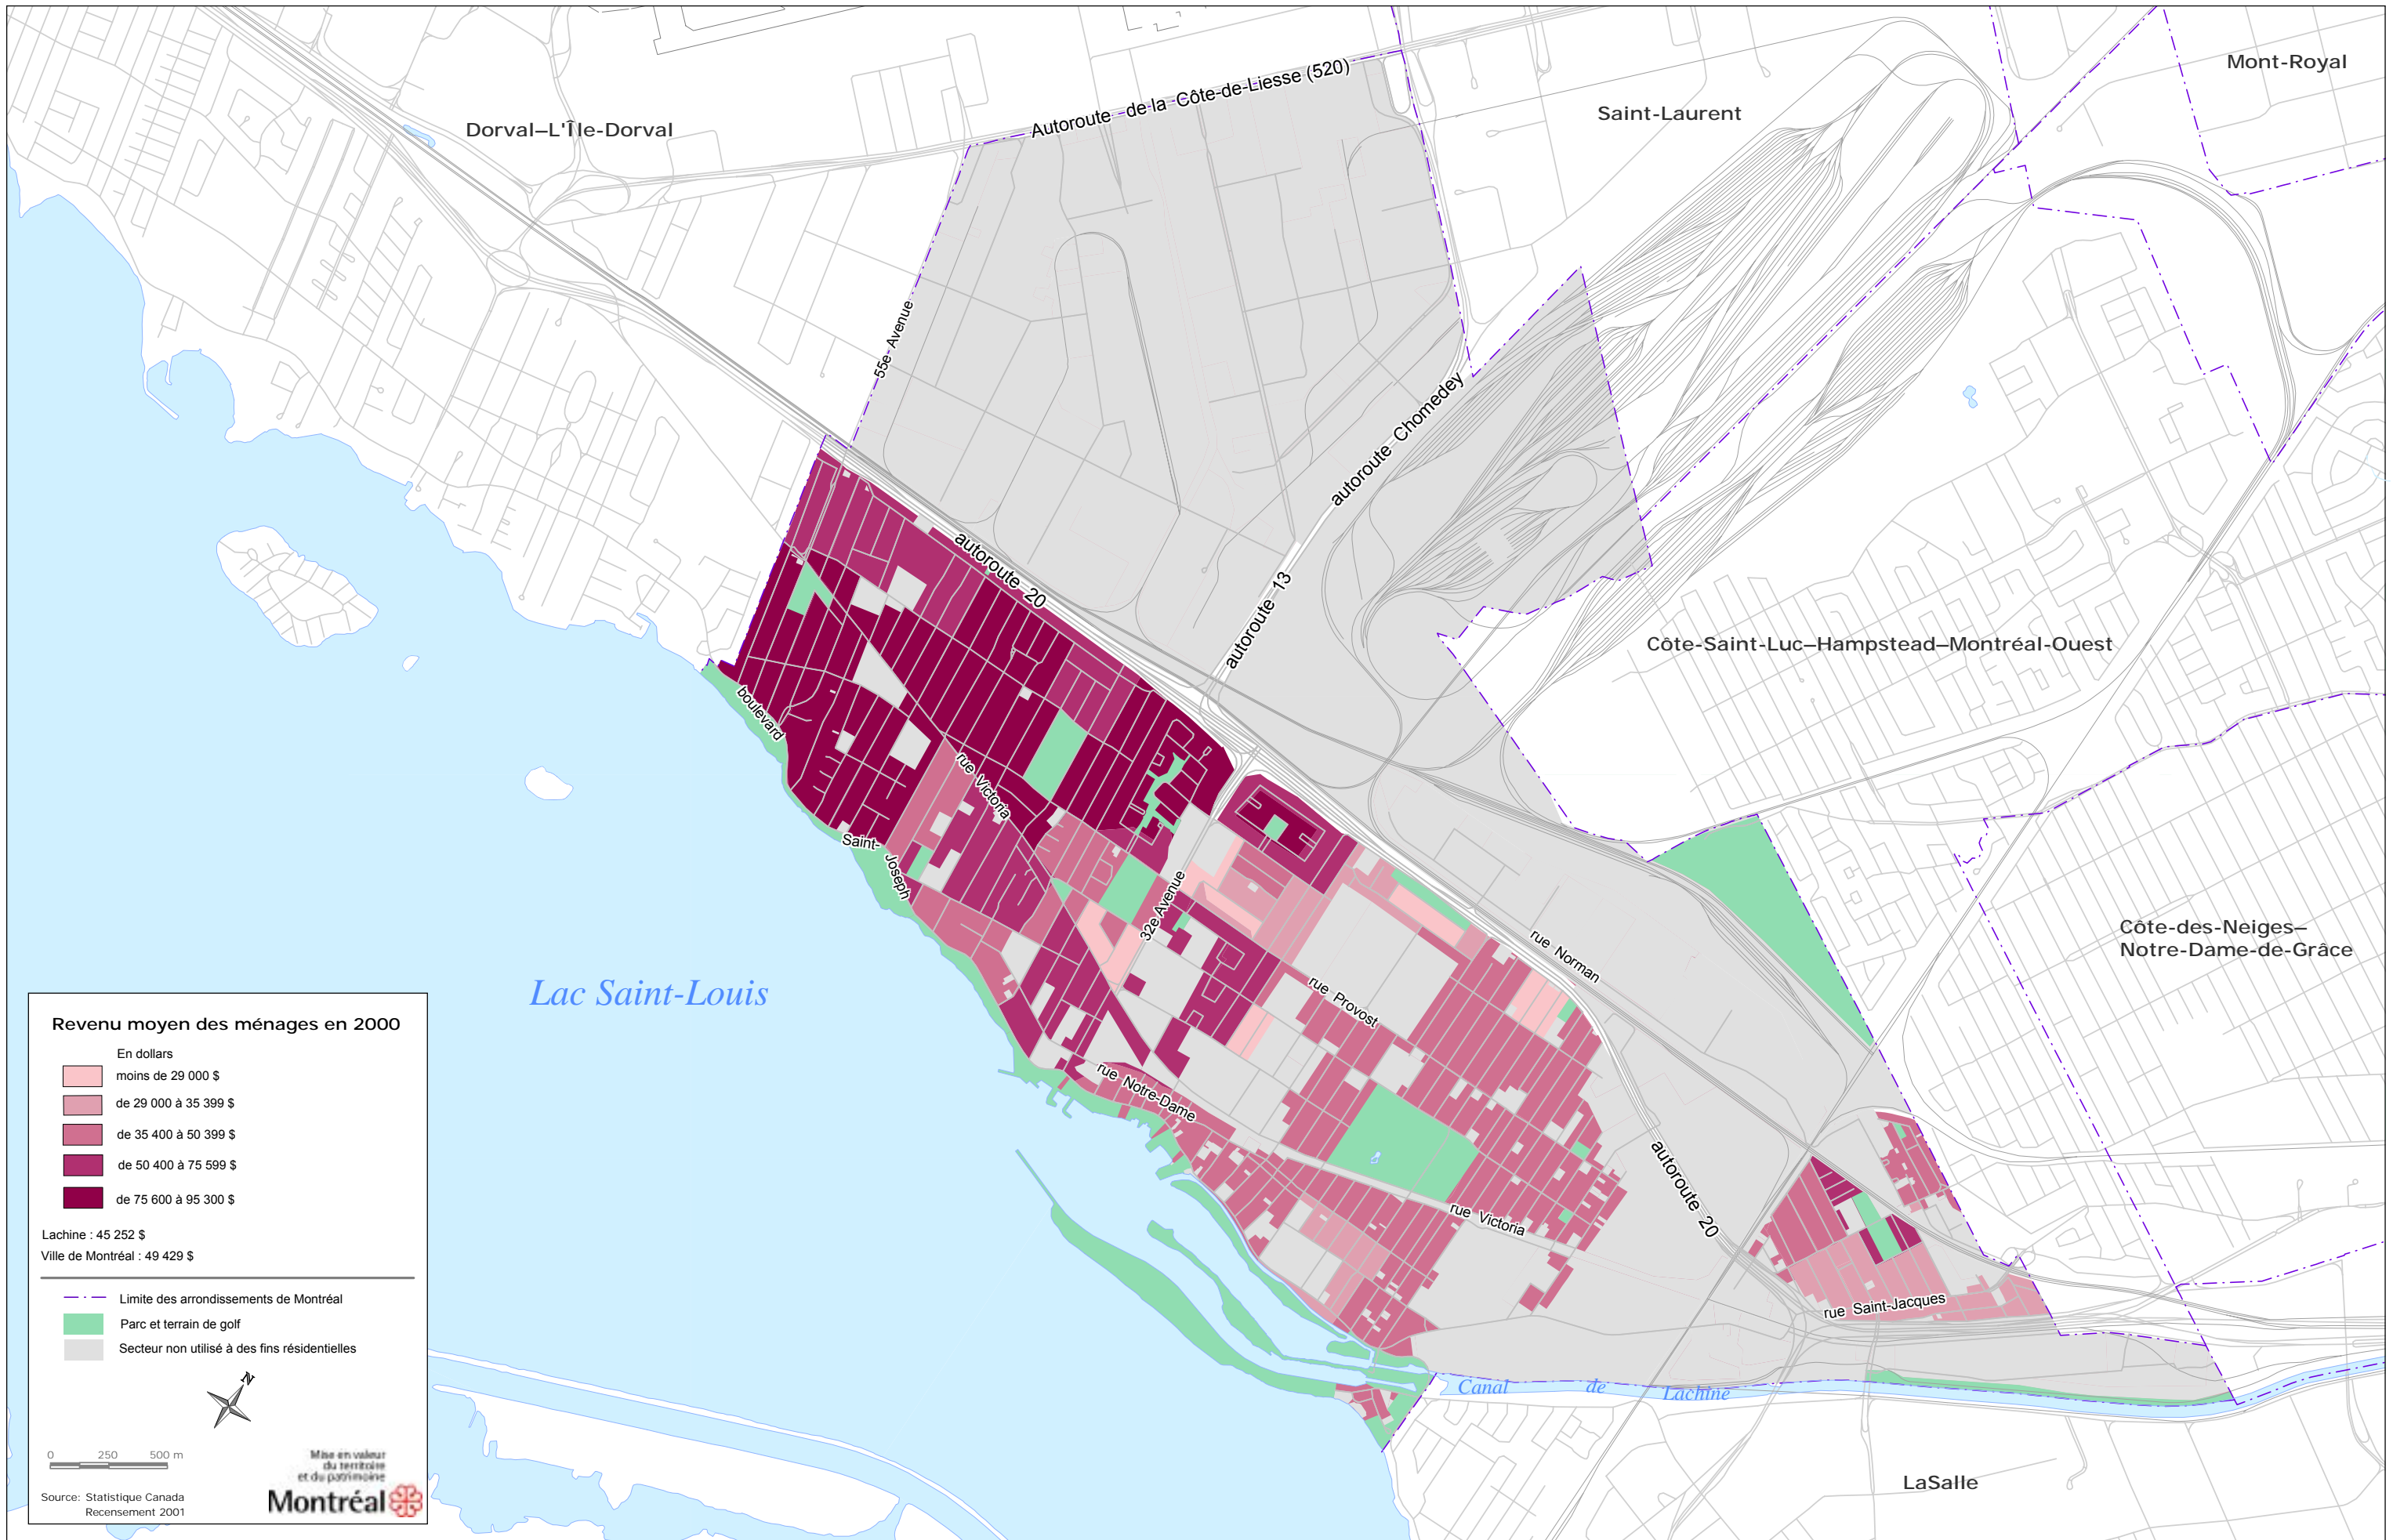 Mont-Royal
Saint-Laurent
Dorval–L'Île-Dorval
Autoroute de la Côte-de-Liesse (520)
55e Avenue
autoroute Chomedey
autoroute 20
autoroute 13
Côte-Saint-Luc–Hampstead–Montréal-Ouest
boulevard
rue Victoria
Saint-
Joseph
32e Avenue
rue Norman
Côte-des-Neiges–
Notre-Dame-de-Grâce
rue Provost
Lac Saint-Louis
rue Notre-Dame
autoroute 20
rue Victoria
rue Saint-Jacques
Canal de Lachine
LaSalle
Revenu moyen des ménages en 2000
En dollars
moins de 29 000 $
de 29 000 à 35 399 $
de 35 400 à 50 399 $
de 50 400 à 75 599 $
de 75 600 à 95 300 $
Lachine : 45 252 $
Ville de Montréal : 49 429 $
Limite des arrondissements de Montréal
Parc et terrain de golf
Secteur non utilisé à des fins résidentielles
N
0 250 500 m
Mise en valeur
du territoire
et du patrimoine
Montréal
Source: Statistique Canada
Recensement 2001